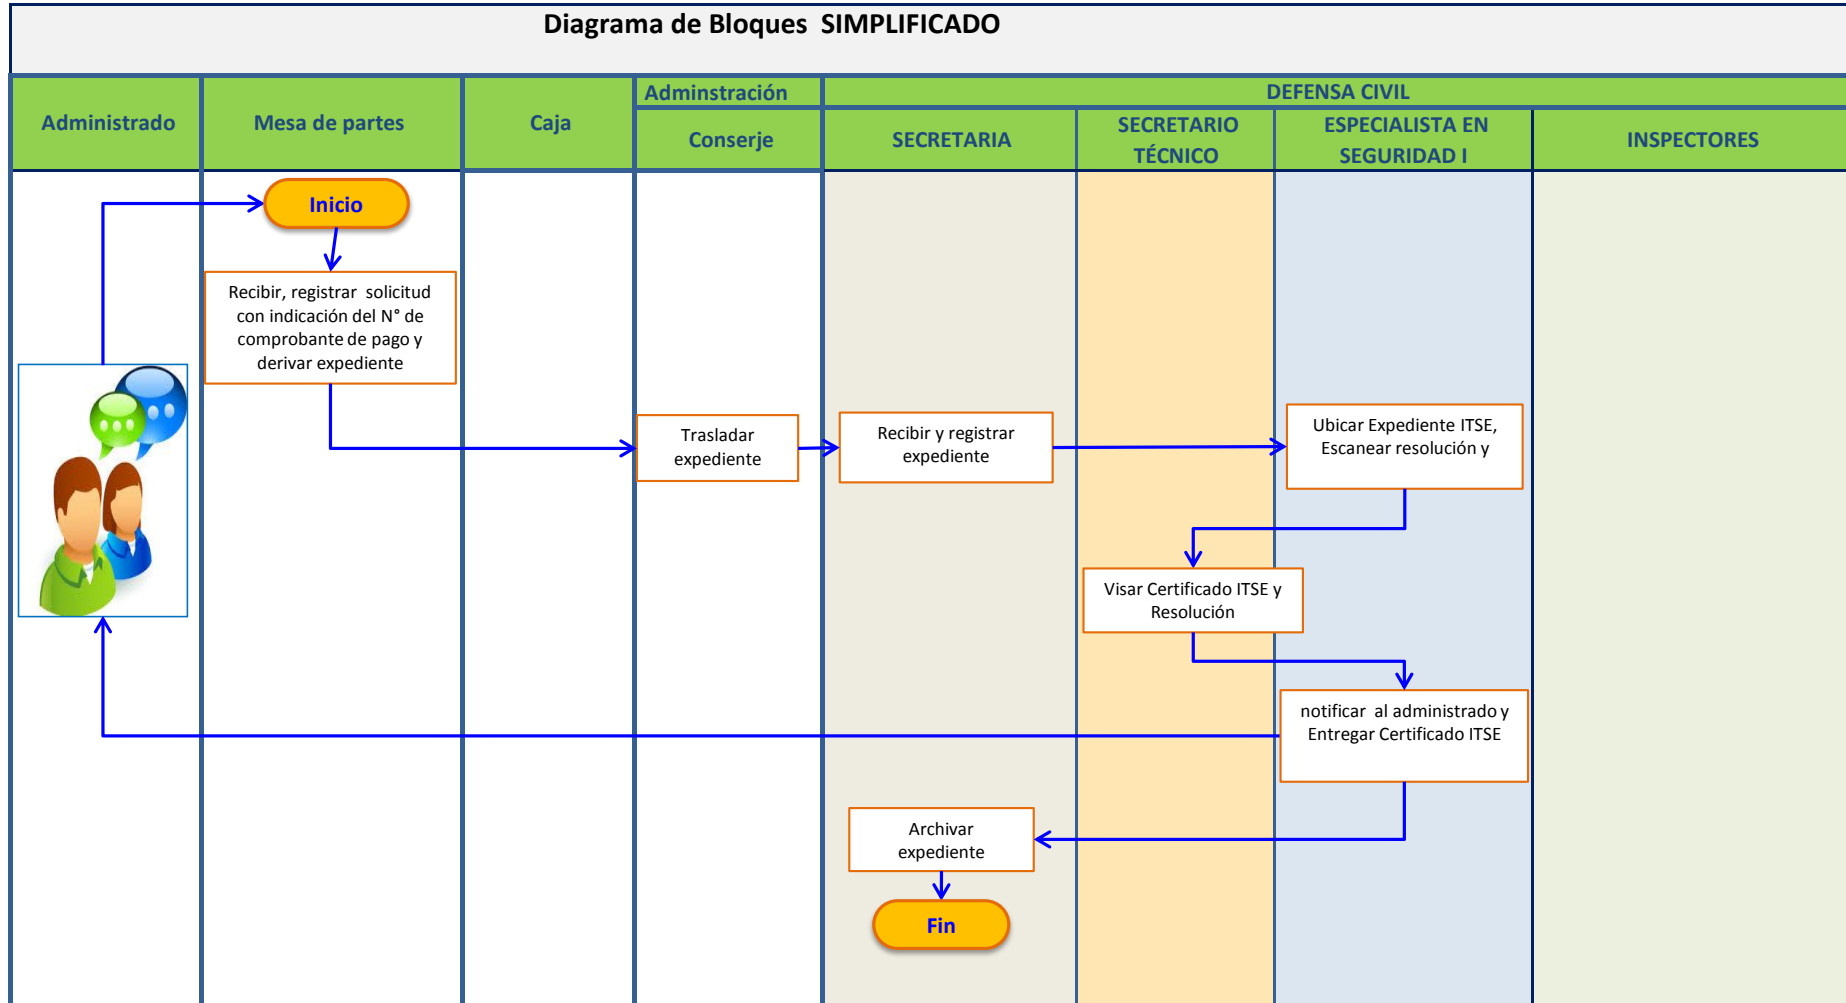 Diagrama de Bloques  SIMPLIFICADO
Administrado
Mesa de partes
Caja
Adminstración
Conserje
DEFENSA CIVIL
SECRETARIA
SECRETARIO
TÉCNICO
ESPECIALISTA EN
SEGURIDAD I
INSPECTORES
Inicio
Recibir, registrar  solicitud
con indicación del N° de
comprobante de pago y
derivar expediente
Trasladar
expediente
Recibir y registrar
expediente
Ubicar Expediente ITSE,
Escanear resolución y
Visar Certificado ITSE y
Resolución
notificar  al administrado y
Entregar Certificado ITSE
Archivar
expediente
Fin